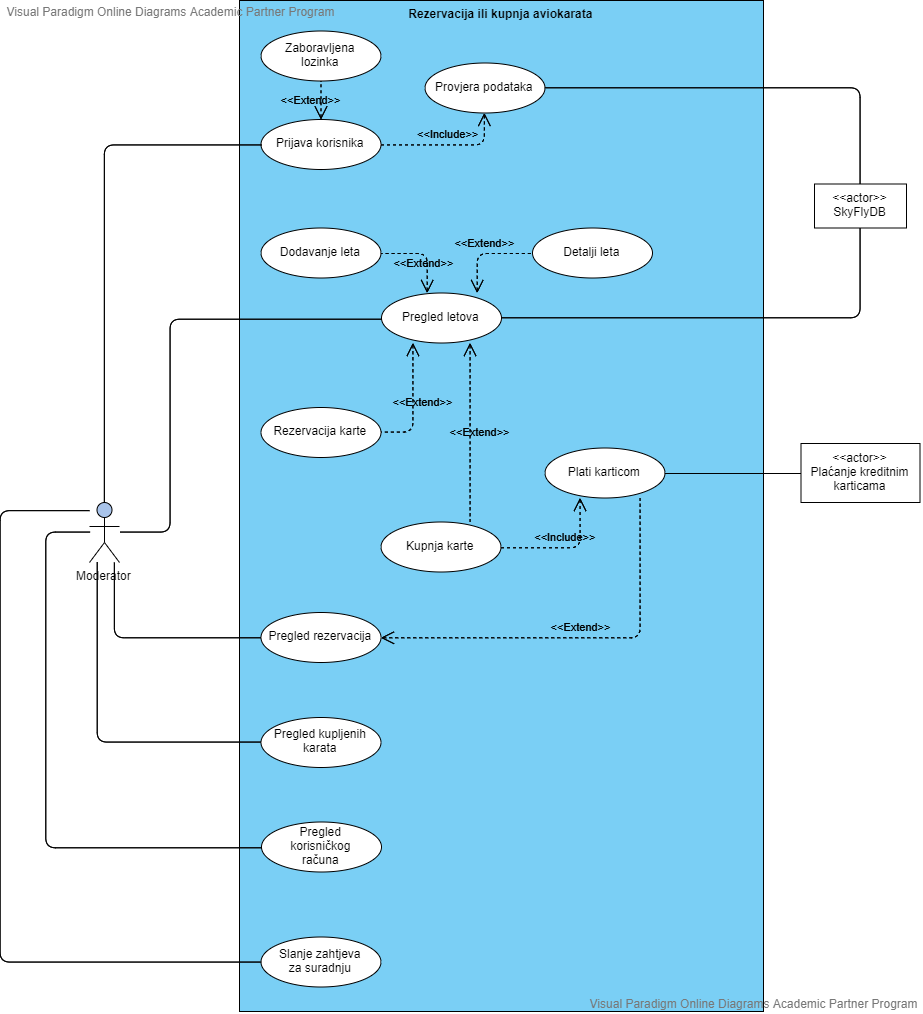 Visual Paradigm Online Diagrams Academic Partner Program
Rezervacija ili kupnja aviokarata
Zaboravljena
lozinka
Provjera podataka
<<Extend>>
<<Include>>
Prijava korisnika
<<actor>>
SkyFlyDB
Dodavanje leta
<<Extend>>
<<Extend>>
Detalji leta
Pregled letova
<<Extend>>
Rezervacija karte
<<Extend>>
Plati karticom
<<actor>>
Plaćanje kreditnim
karticama
Kupnja karte
<<Include>>
Moderator
Pregled rezervacija
<<Extend>>
Pregled kupljenih
karata
Pregled
korisničkog
računa
Slanje zahtjeva
za suradnju
Visual Paradigm Online Diagrams Academic Partner Program